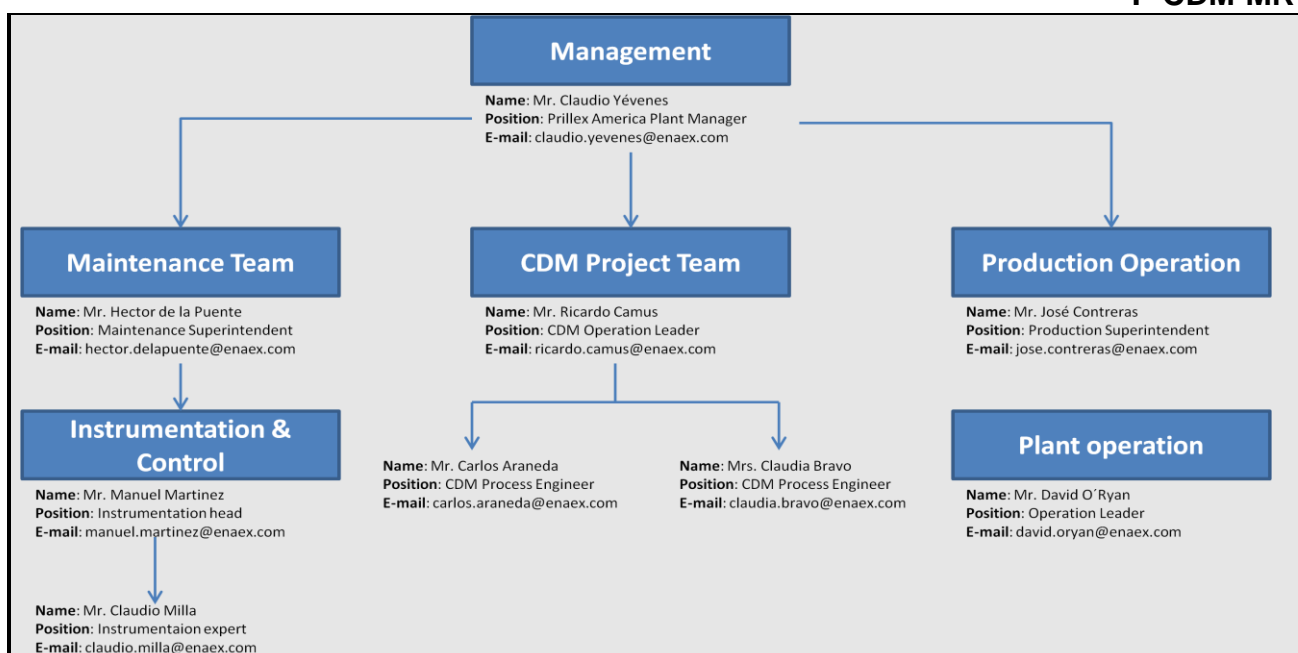 Management
Name: Mr. Claudio Yévenes
Position: Prillex America Plant Manager
E-mail: claudio.yevenes@enaex.com
Maintenance Team
Name: Mr. Hector de la Puente
Position: Maintenance Superintendent
E-mail: hector.delapuente@enaex.com
CDM Project Team
Name: Mr. Ricardo Camus
Position: CDM Operation Leader
E-mail: ricardo.camus@enaex.com
Production Operation
Name: Mr. José Contreras
Position: Production Superintendent
E-mail: jose.contreras@enaex.com
Instrumentation &
Control
Name: Mr. Manuel Martinez
Position: Instrumentation head
E-mail: manuel.martinez@enaex.com
Name: Mr. Carlos Araneda
Position: CDM Process Engineer
E-mail: carlos.araneda@enaex.com
Name: Mrs. Claudia Bravo
Position: CDM Process Engineer
E-mail: claudia.bravo@enaex.com
Plant operation
Name: Mr. David O´Ryan
Position: Operation Leader
E-mail: david.oryan@enaex.com
Name: Mr. Claudio Milla
Position: Instrumentaion expert
E-mail: claudio.milla@enaex.com